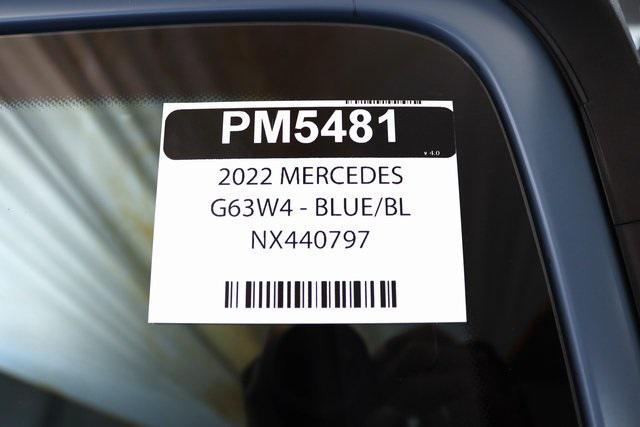 PM5481
v 4.0
2022 MERCEDES
G63W4 - BLUE/BL
NX440797